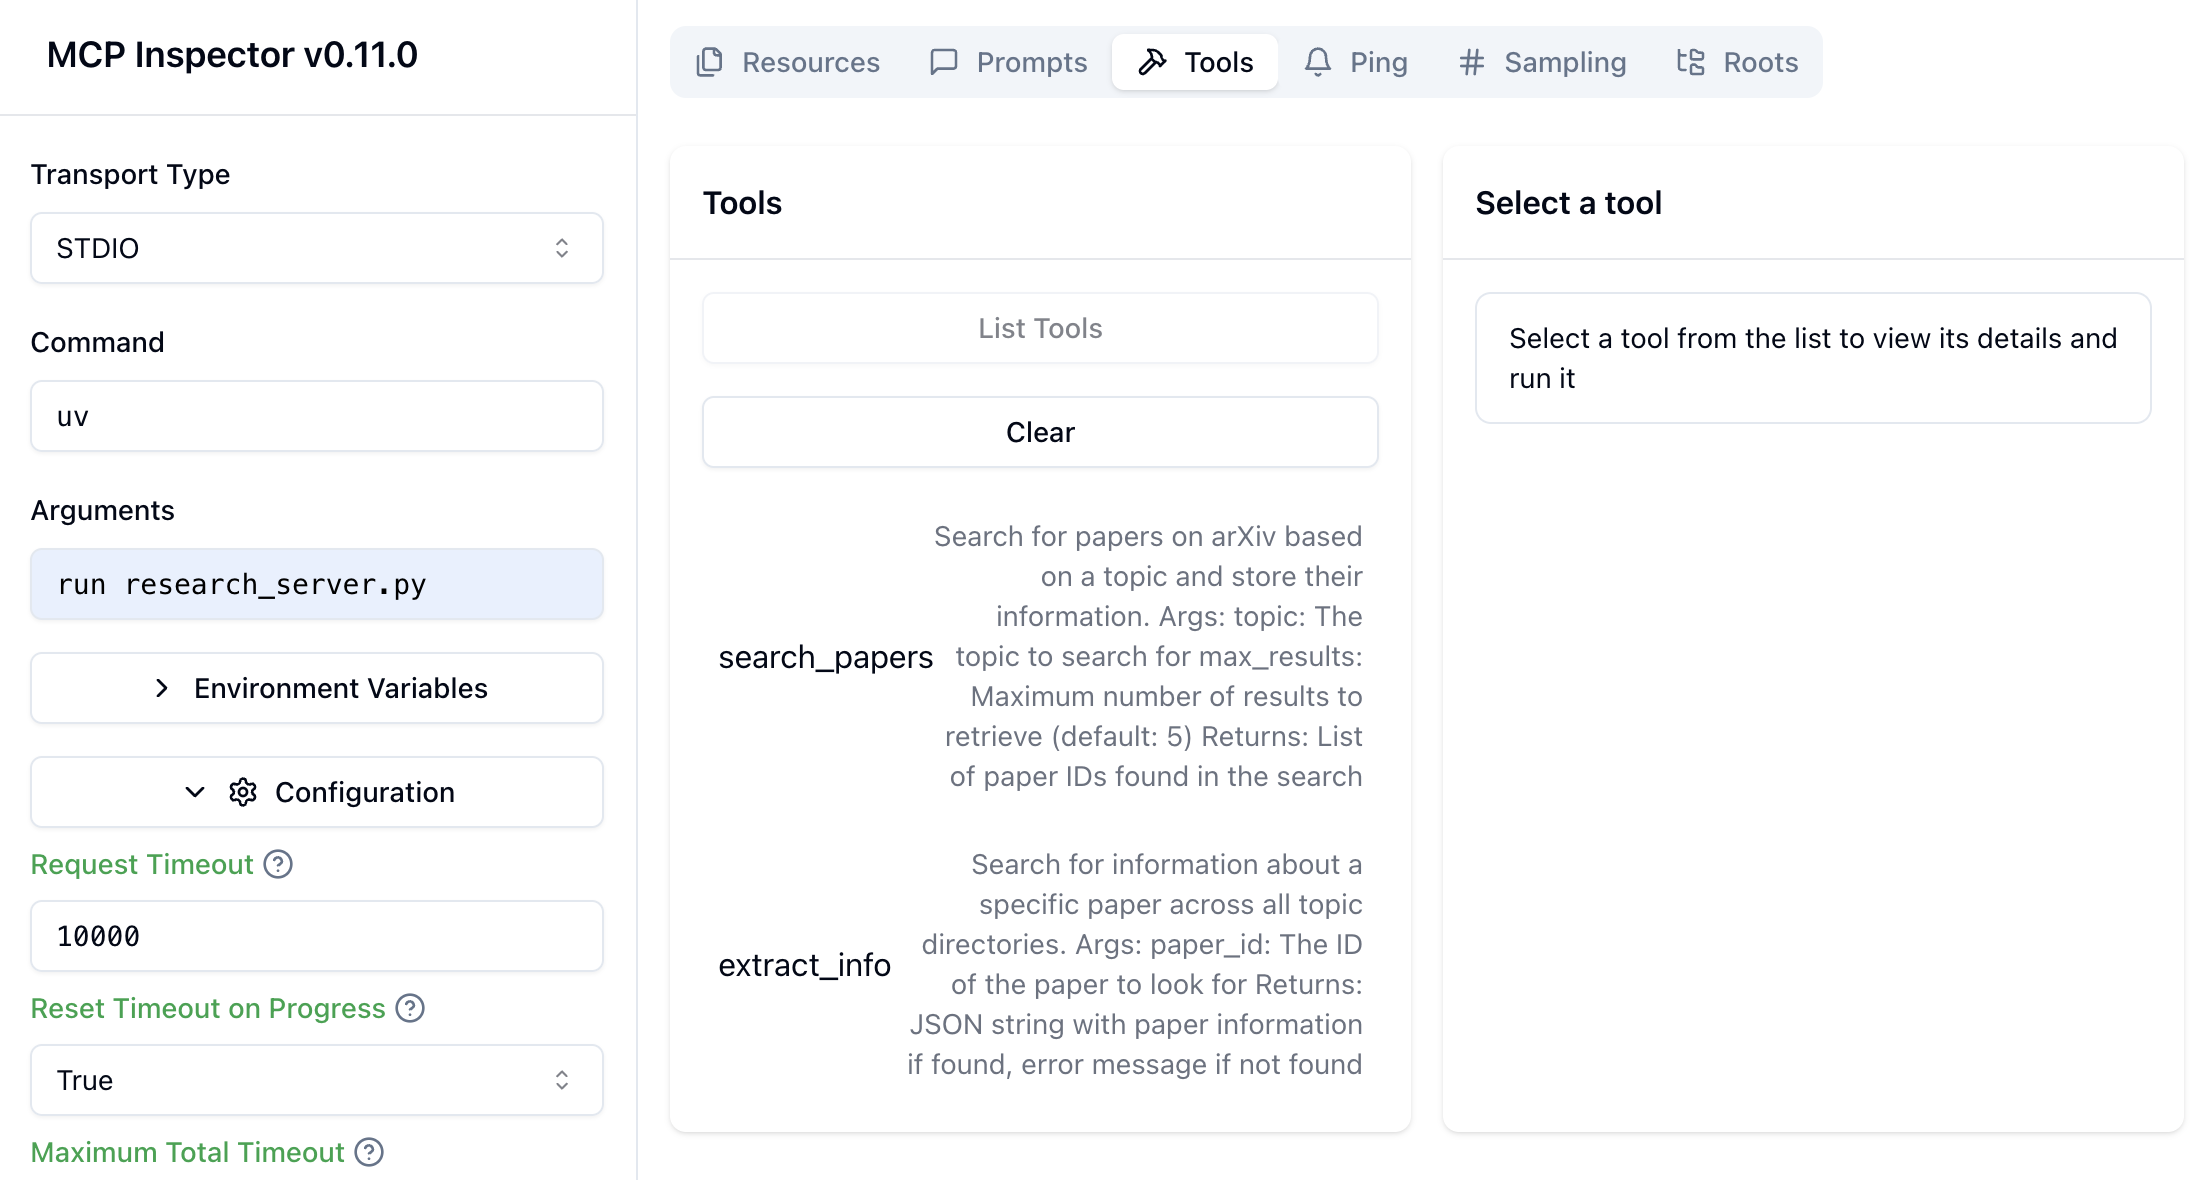 MCP Inspector v0.11.0
Transport Type
STDIO
Command
uv
Arguments
run research_server.py
Environment Variables
Configuration
Request Timeout
10000
Reset Timeout on Progress
True
Maximum Total Timeout
Resources
Prompts
Tools
Ping
Sampling
Roots
Tools
List Tools
Clear
search_papers
Search for papers on arXiv based
on a topic and store their
information. Args: topic: The
topic to search for max_results:
Maximum number of results to
retrieve (default: 5) Returns: List
of paper IDs found in the search
extract_info
Search for information about a
specific paper across all topic
directories. Args: paper_id: The ID
of the paper to look for Returns:
JSON string with paper information
if found, error message if not found
Select a tool
Select a tool from the list to view its details and
run it